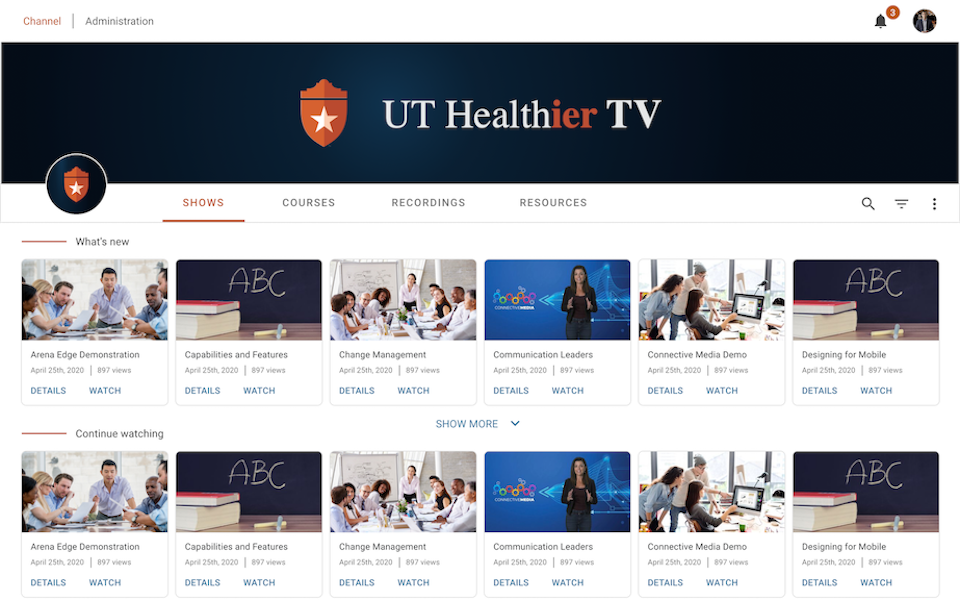 Channel | Administration
3
UT Healthier TV
SHOWS COURSES RECORDINGS RESOURCES
What's new
ABC ABC
CONNECTIVEMEDIA
Arena Edge Demonstration Capabilities and Features Change Management Communication Leaders Connective Media Demo Designing for Mobile
April 25th, 2020 | 897 views April 25th, 2020 | 897 views April 25th, 2020 | 897 views April 25th, 2020 | 897 views April 25th, 2020 | 897 views April 25th, 2020 | 897 views
DETAILS WATCH DETAILS WATCH DETAILS WATCH DETAILS WATCH DETAILS WATCH DETAILS WATCH
SHOW MORE
Continue watching
ABC ABC
CONNECTIVEMEDIA
Arena Edge Demonstration Capabilities and Features Change Management Communication Leaders Connective Media Demo Designing for Mobile
April 25th, 2020 | 897 views April 25th, 2020 | 897 views April 25th, 2020 | 897 views April 25th, 2020 | 897 views April 25th, 2020 | 897 views April 25th, 2020 | 897 views
DETAILS WATCH DETAILS WATCH DETAILS WATCH DETAILS WATCH DETAILS WATCH DETAILS WATCH